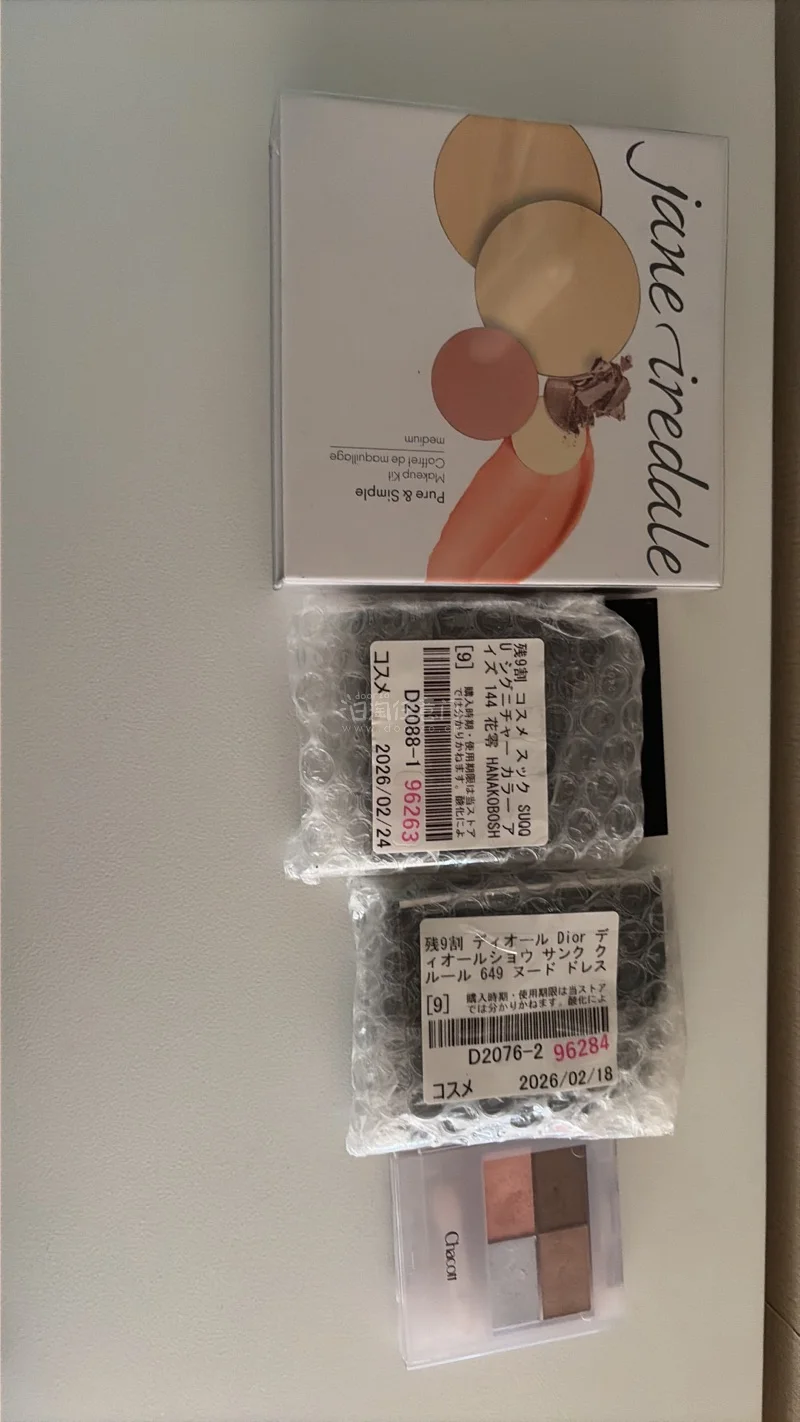 jane iredale
Pure & Simple
Makeup Kit
Coffret de maquillage
medium
残9割 コスメ スック SUQQ
U シグニチャー カラー ア
イズ 144 花零 HANAKOBOSH
[9]
購入時期・使用期限は当ストア
では分かりかねます。酸化によ
D2088-1 96263
コスメ 2026/02/24
残9割 ディオール Dior デ
ィオールショウ サンク ク
ルール 649 ヌード ドレス
[9]
購入時期・使用期限は当ストア
では分かりかねます。酸化によ
D2076-2 96284
コスメ 2026/02/18
Chacott